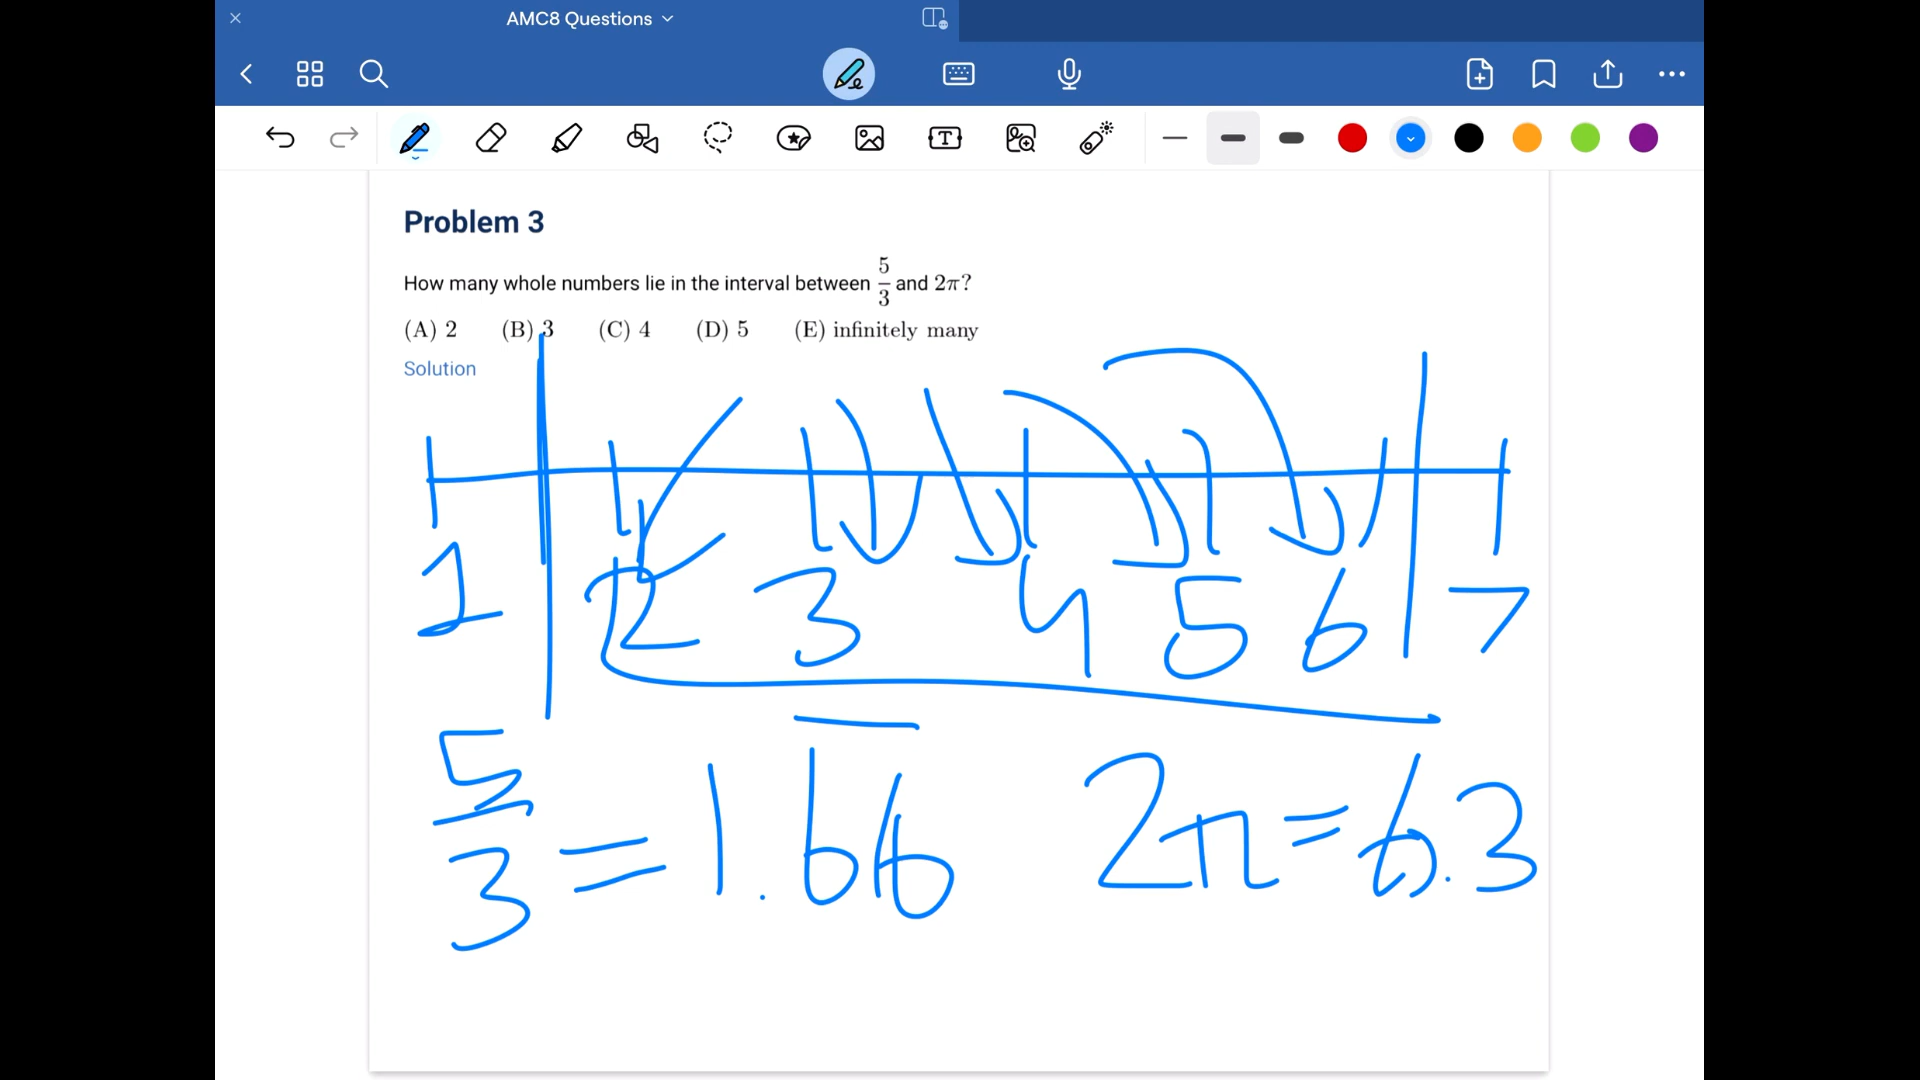 AMC8 Questions
Problem 3
How many whole numbers lie in the interval between 5/3 and 2π?
(A) 2 (B) 3 (C) 4 (D) 5 (E) infinitely many
Solution
1 2 3 4 5 6 7
5/3 = 1.66 2π = 6.3